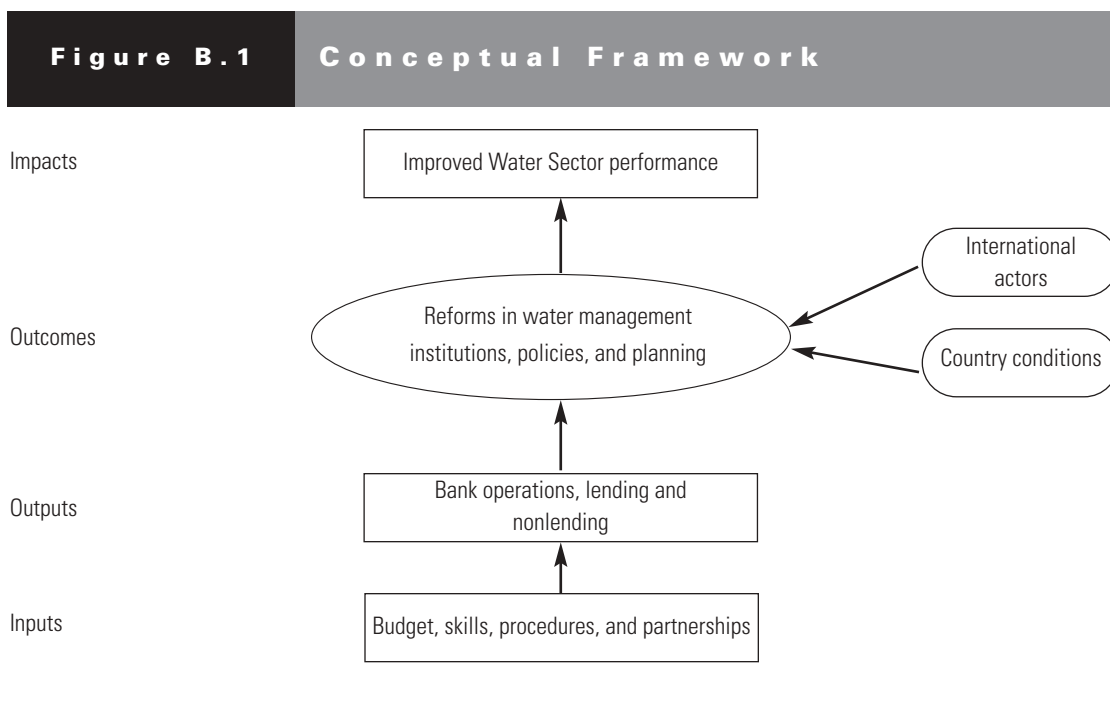 Figure B.1
Conceptual Framework
Impacts
Improved Water Sector performance
International
actors
Outcomes
Reforms in water management
institutions, policies, and planning
Country conditions
Outputs
Bank operations, lending and
nonlending
Inputs
Budget, skills, procedures, and partnerships